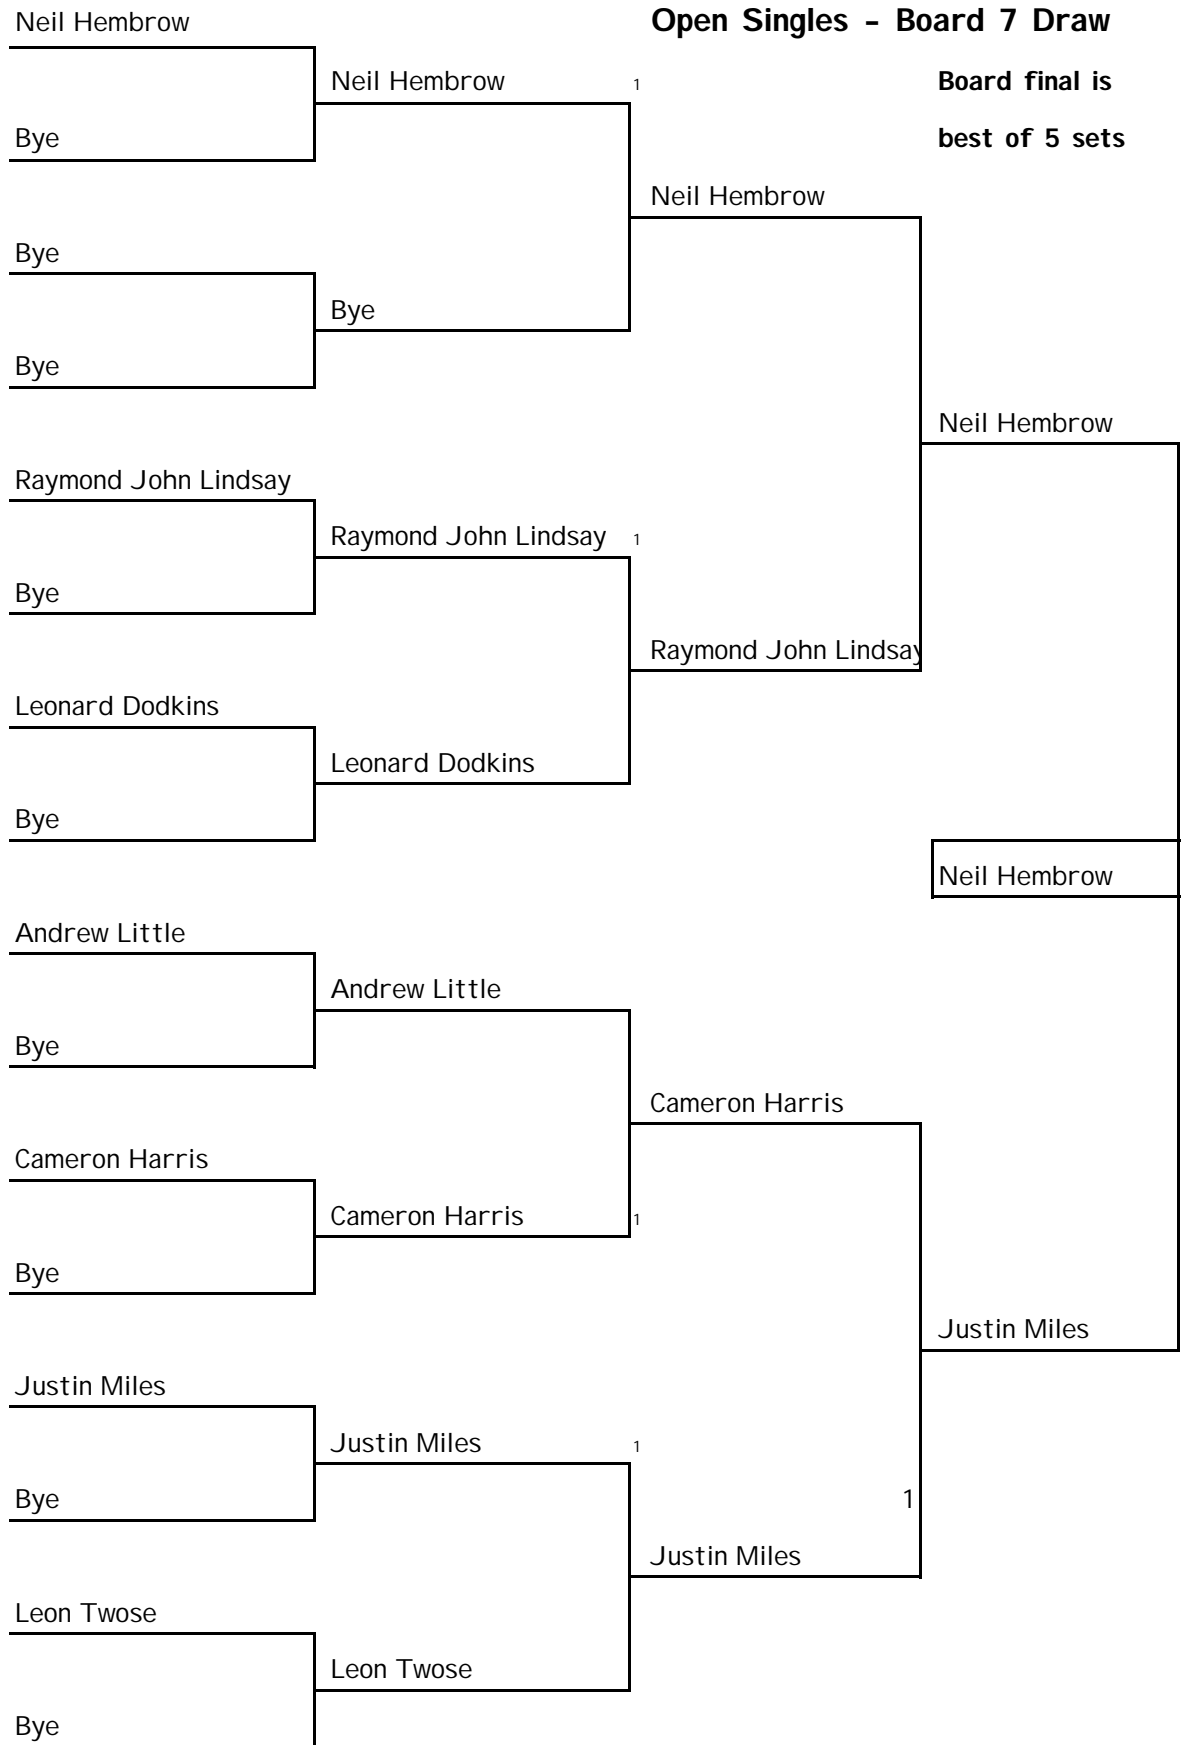 Neil Hembrow
Open Singles - Board 7 Draw
Neil Hembrow
1
Board final is
Bye
best of 5 sets
Neil Hembrow
Bye
Bye
Bye
Neil Hembrow
Raymond John Lindsay
Raymond John Lindsay
1
Bye
Raymond John Lindsay
Leonard Dodkins
Leonard Dodkins
Bye
Neil Hembrow
Andrew Little
Andrew Little
Bye
Cameron Harris
Cameron Harris
Cameron Harris
1
Bye
Justin Miles
Justin Miles
Justin Miles
1
Bye
1
Justin Miles
Leon Twose
Leon Twose
Bye